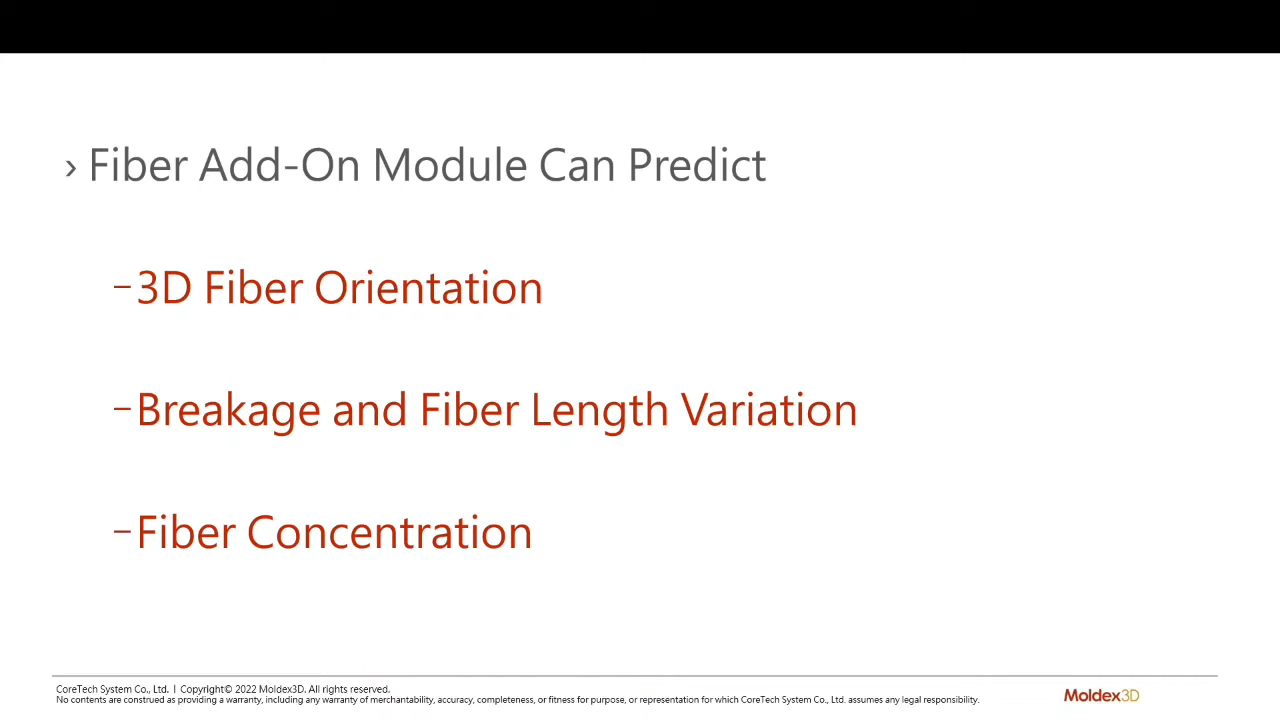 › Fiber Add-On Module Can Predict
–3D Fiber Orientation
–Breakage and Fiber Length Variation
–Fiber Concentration
CoreTech System Co., Ltd. | Copyright© 2022 Moldex3D. All rights reserved.
No contents are construed as providing a warranty, including any warranty of merchantability, accuracy, completeness, or fitness for purpose, or representation for which CoreTech System Co., Ltd. assumes any legal responsibility.
Moldex3D